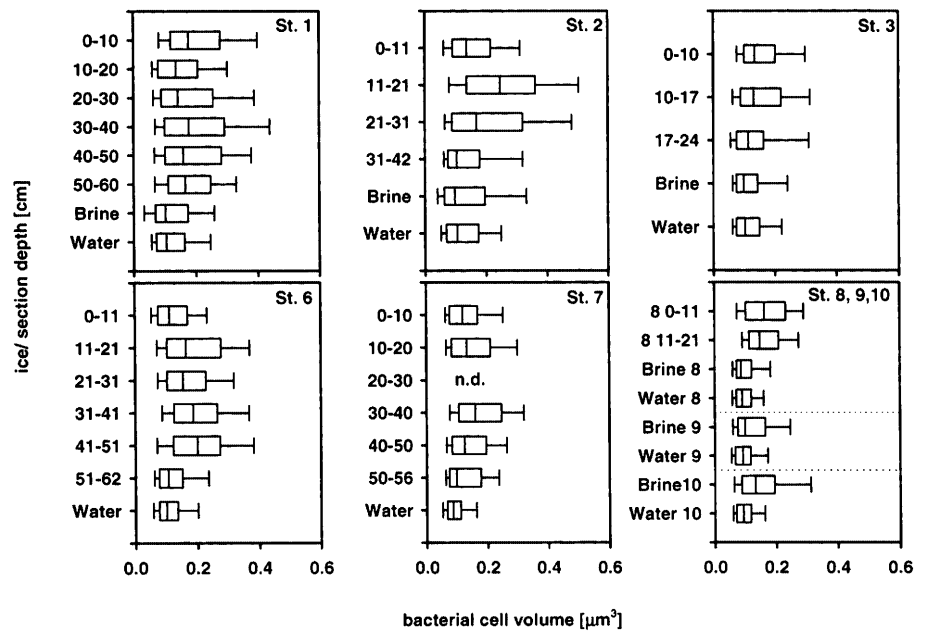 St. 1
0-10
10-20
20-30
30-40
40-50
50-60
Brine
Water
St. 2
0-11
11-21
21-31
31-42
Brine
Water
St. 3
0-10
10-17
17-24
Brine
Water
ice/ section depth [cm]
St. 6
0-11
11-21
21-31
31-41
41-51
51-62
Water
0.0 0.2 0.4 0.6
St. 7
0-10
10-20
20-30 n.d.
30-40
40-50
50-56
Water
0.0 0.2 0.4 0.6
St. 8, 9,10
8 0-11
8 11-21
Brine 8
Water 8
Brine 9
Water 9
Brine10
Water 10
0.0 0.2 0.4 0.6
bacterial cell volume [μm³]